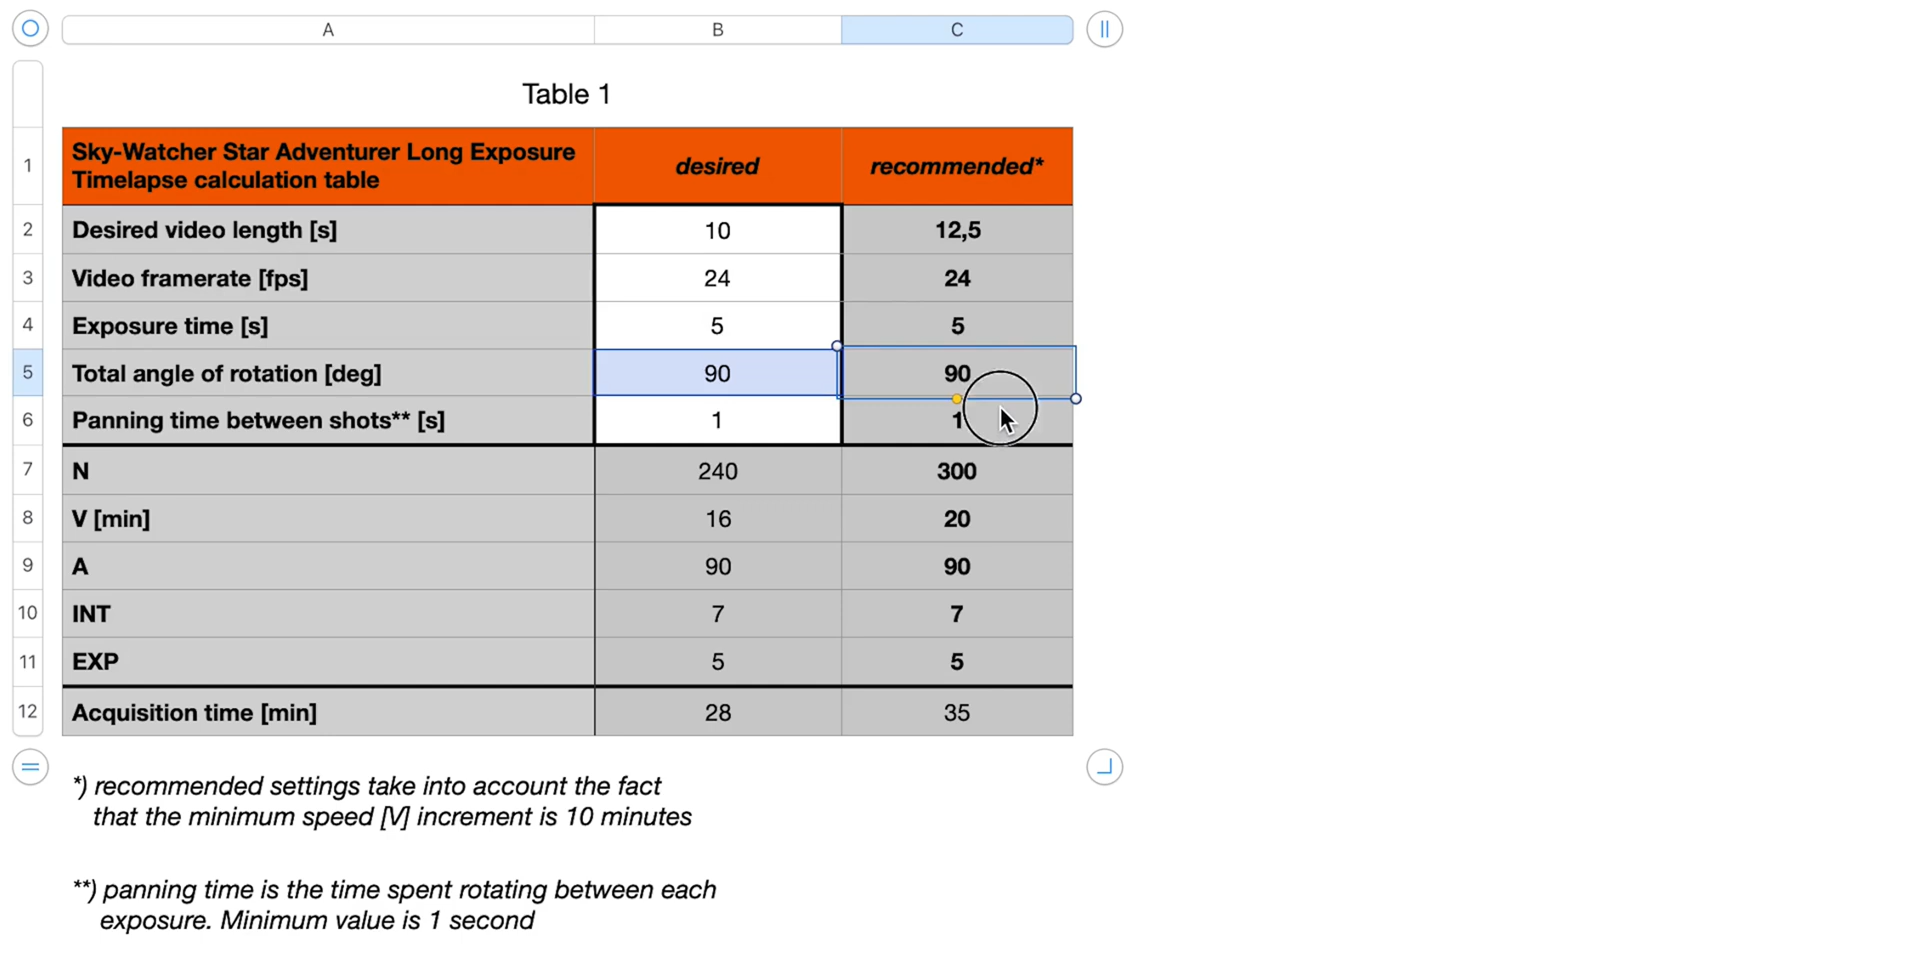 A B C
Table 1
1 Sky-Watcher Star Adventurer Long Exposure
Timelapse calculation table desired recommended*
2 Desired video length [s] 10 12,5
3 Video framerate [fps] 24 24
4 Exposure time [s] 5 5
5 Total angle of rotation [deg] 90 90
6 Panning time between shots** [s] 1 1
7 N 240 300
8 V [min] 16 20
9 A 90 90
10 INT 7 7
11 EXP 5 5
12 Acquisition time [min] 28 35
*) recommended settings take into account the fact
that the minimum speed [V] increment is 10 minutes
**) panning time is the time spent rotating between each
exposure. Minimum value is 1 second